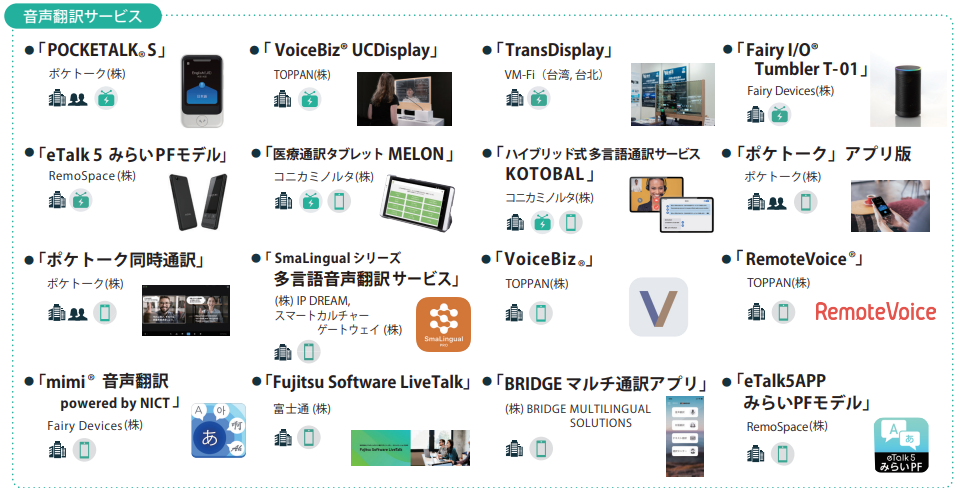 音声翻訳サービス
●「POCKETALK® S」
ポケトーク(株)
●「VoiceBiz® UCDisplay」
TOPPAN(株)
●「TransDisplay」
VM-Fi（台湾, 台北）
●「Fairy I/O®
Tumbler T-01」
Fairy Devices(株)
●「eTalk 5 みらいPFモデル」
RemoSpace(株)
●「医療通訳タブレット MELON」
コニカミノルタ(株)
●「ハイブリッド式多言語通訳サービス
KOTOBAL」
コニカミノルタ(株)
●「ポケトーク」アプリ版
ポケトーク(株)
●「ポケトーク同時通訳」
ポケトーク(株)
●「SmaLingual シリーズ
多言語音声翻訳サービス」
(株) IP DREAM,
スマートカルチャー
ゲートウェイ (株)
SmaLingual
●「VoiceBiz®」
TOPPAN(株)
V
●「RemoteVoice®」
TOPPAN(株)
RemoteVoice
●「mimi® 音声翻訳
powered by NICT」
Fairy Devices(株)
A
아
あ
●「Fujitsu Software LiveTalk」
富士通 (株)
Fujitsu Software LiveTalk
●「BRIDGE マルチ通訳アプリ」
(株) BRIDGE MULTILINGUAL
SOLUTIONS
●「eTalk5APP
みらいPFモデル」
RemoSpace(株)
A
あ
eTalk 5
みらいPF